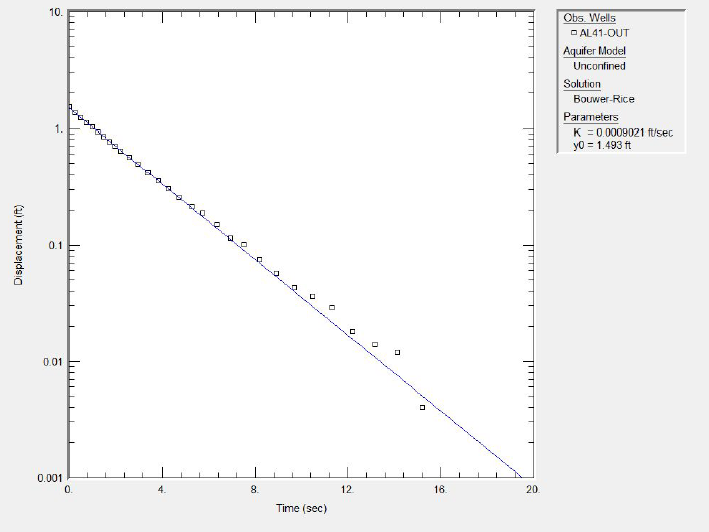 10.
1.
0.1
0.01
0.001
Displacement (ft)
0.
4.
8.
12.
16.
20.
Time (sec)
Obs. Wells
AL41-OUT
Aquifer Model
Unconfined
Solution
Bouwer-Rice
Parameters
K = 0.0009021 ft/sec
y0 = 1.493 ft